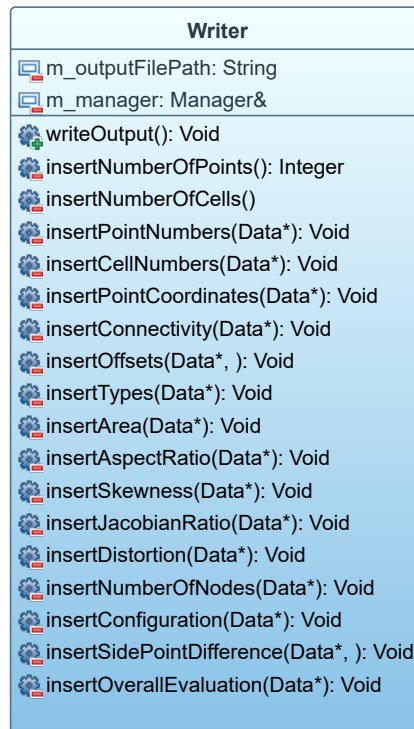 Writer
m_outputFilePath: String
m_manager: Manager&
writeOutput(): Void
insertNumberOfPoints(): Integer
insertNumberOfCells()
insertPointNumbers(Data*): Void
insertCellNumbers(Data*): Void
insertPointCoordinates(Data*): Void
insertConnectivity(Data*): Void
insertOffsets(Data*, ): Void
insertTypes(Data*): Void
insertArea(Data*): Void
insertAspectRatio(Data*): Void
insertSkewness(Data*): Void
insertJacobianRatio(Data*): Void
insertDistortion(Data*): Void
insertNumberOfNodes(Data*): Void
insertConfiguration(Data*): Void
insertSidePointDifference(Data*, ): Void
insertOverallEvaluation(Data*): Void